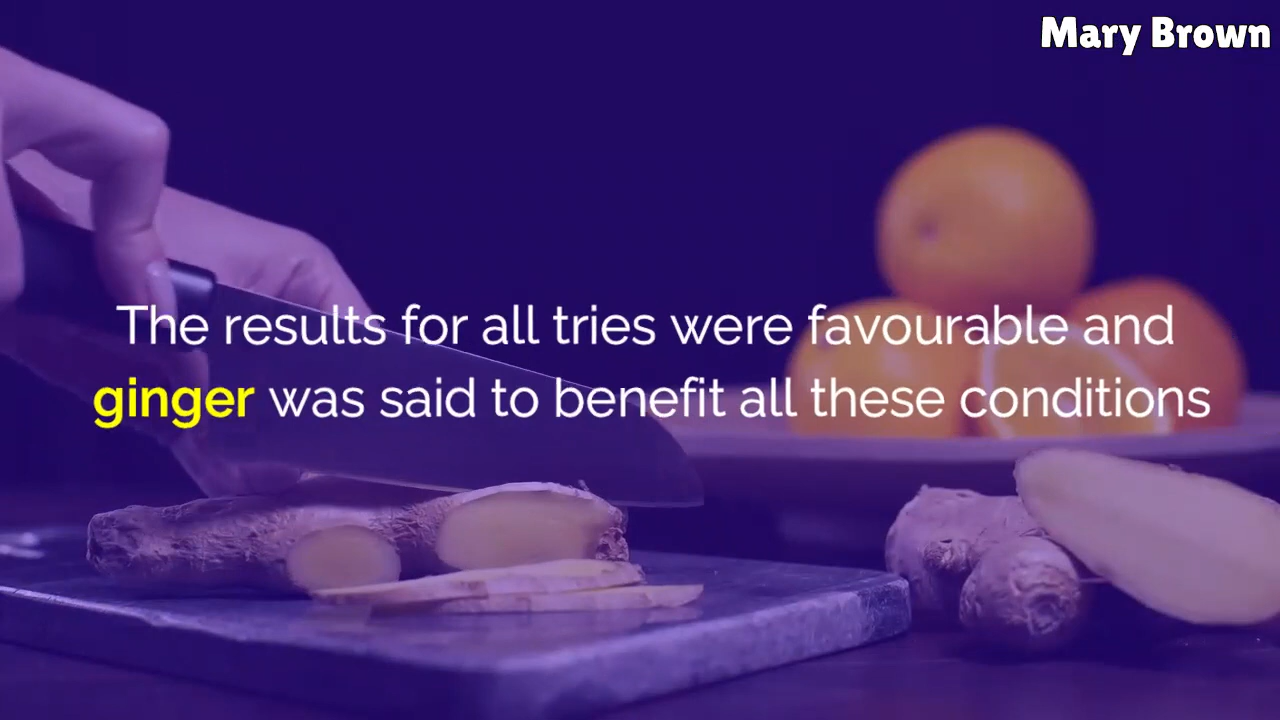 Mary Brown
The results for all tries were favourable and
ginger was said to benefit all these conditions